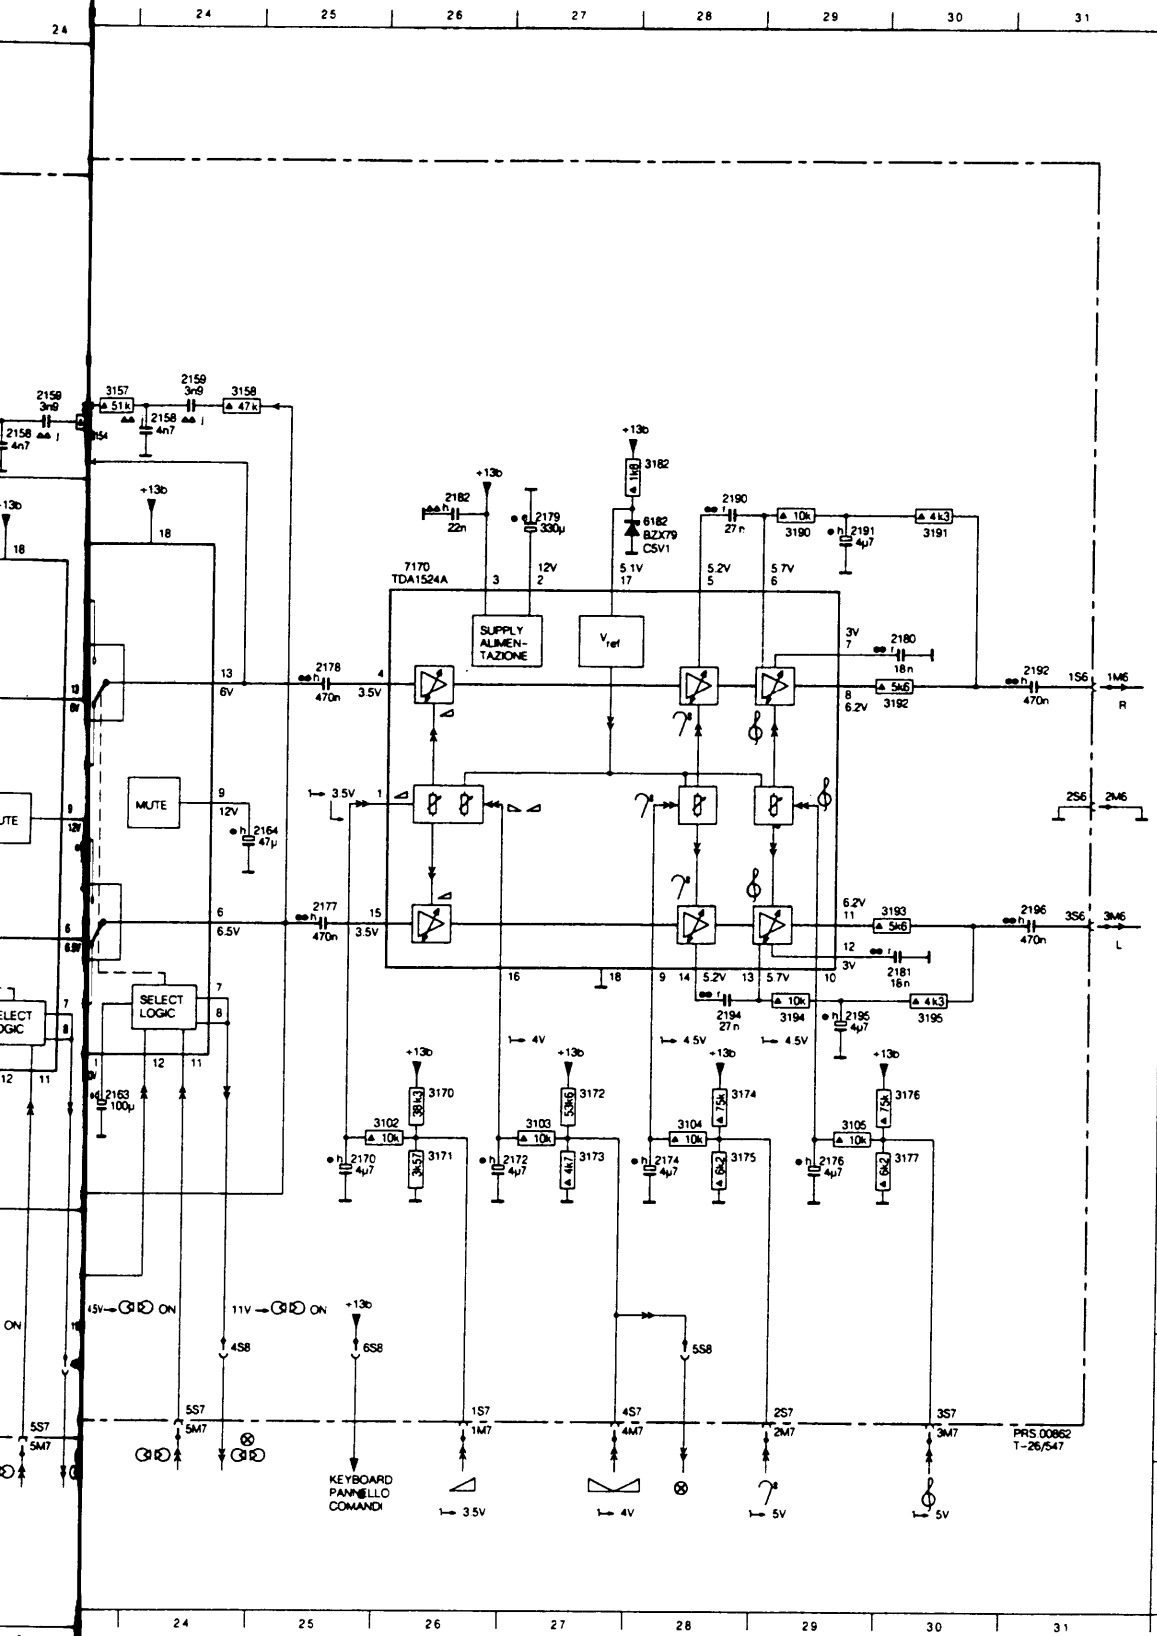 24 25 26 27 28 29 30 31
24
2159
3n9
2158
4n7
3157
51k
2159
3n9
3158
47k
2158
4n7
+13b
18
+13b
18
+13b
2182
22n
2179
330µ
+13b
3182
1k8
6182
BZX79
C5V1
2190
27n
10k
3190
2191
4µ7
4k3
3191
7170
TDA1524A
3
12V
2
5.1V
17
5.2V
5
5.7V
6
SUPPLY
ALIMEN-
TAZIONE
Vref
3V
7
2180
18n
13
6V
2178
470n
4
3.5V
8
6.2V
5k6
3192
2192
470n
1S6
1M6
R
13
MUTE
9
12V
2164
47µ
3.5V
1
2S6
2M6
9
12V
6
6.5V
2177
470n
15
3.5V
6.2V
11
3193
5k6
2196
470n
3S6
3M6
L
12
3V
2181
18n
6
16
18
9
14
5.2V
13
5.7V
10
SELECT
LOGIC
7
8
7
8
12
11
12
11
1
2163
100µ
2194
27n
10k
3194
2195
4µ7
4k3
3195
4V
4.5V
4.5V
+13b
3170
38k3
3102
10k
2170
4µ7
3171
3k57
+13b
3172
53k6
3103
10k
2172
4µ7
3173
4k7
+13b
3174
75k
3104
10k
2174
4µ7
3175
6k2
+13b
3176
75k
3105
10k
2176
4µ7
3177
6k2
ON
ON
11V
ON
+13b
4S8
6S8
5S8
5S7
5M7
5S7
5M7
1S7
1M7
4S7
4M7
2S7
2M7
3S7
3M7
PRS.00862
T-26/547
KEYBOARD
PANNELLO
COMANDI
3.5V
4V
5V
5V
24 25 26 27 28 29 30 31